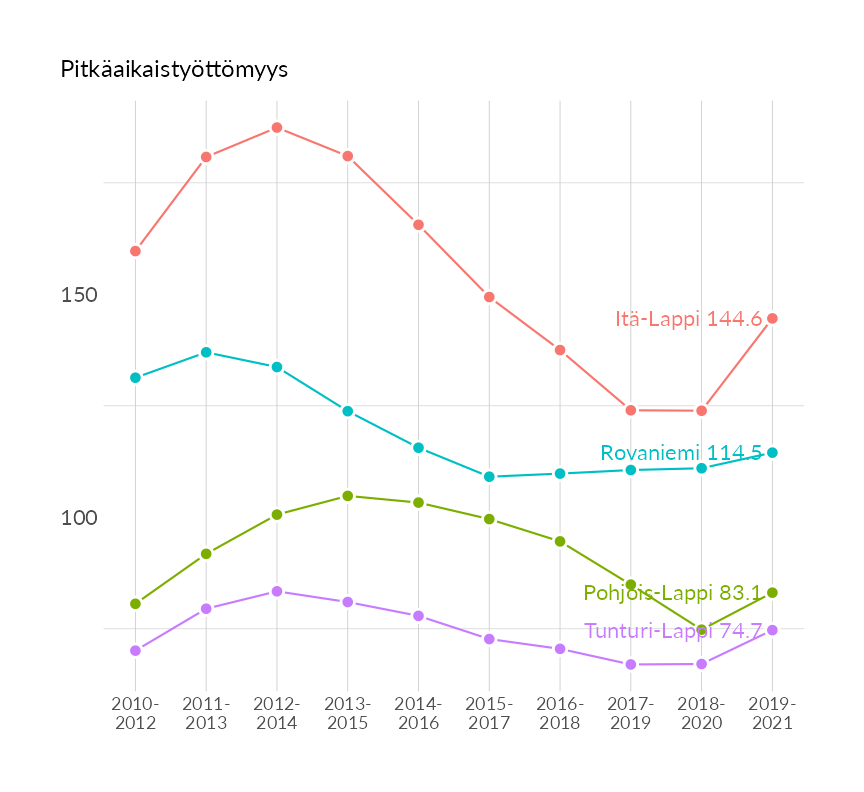 Pitkäaikaistyöttömyys
150
Itä-Lappi 144.6
Rovaniemi 114.5
100
Pohjois-Lappi 83.1
Tunturi-Lappi 74.7
2010- 2011- 2012- 2013- 2014- 2015- 2016- 2017- 2018- 2019-
2012 2013 2014 2015 2016 2017 2018 2019 2020 2021